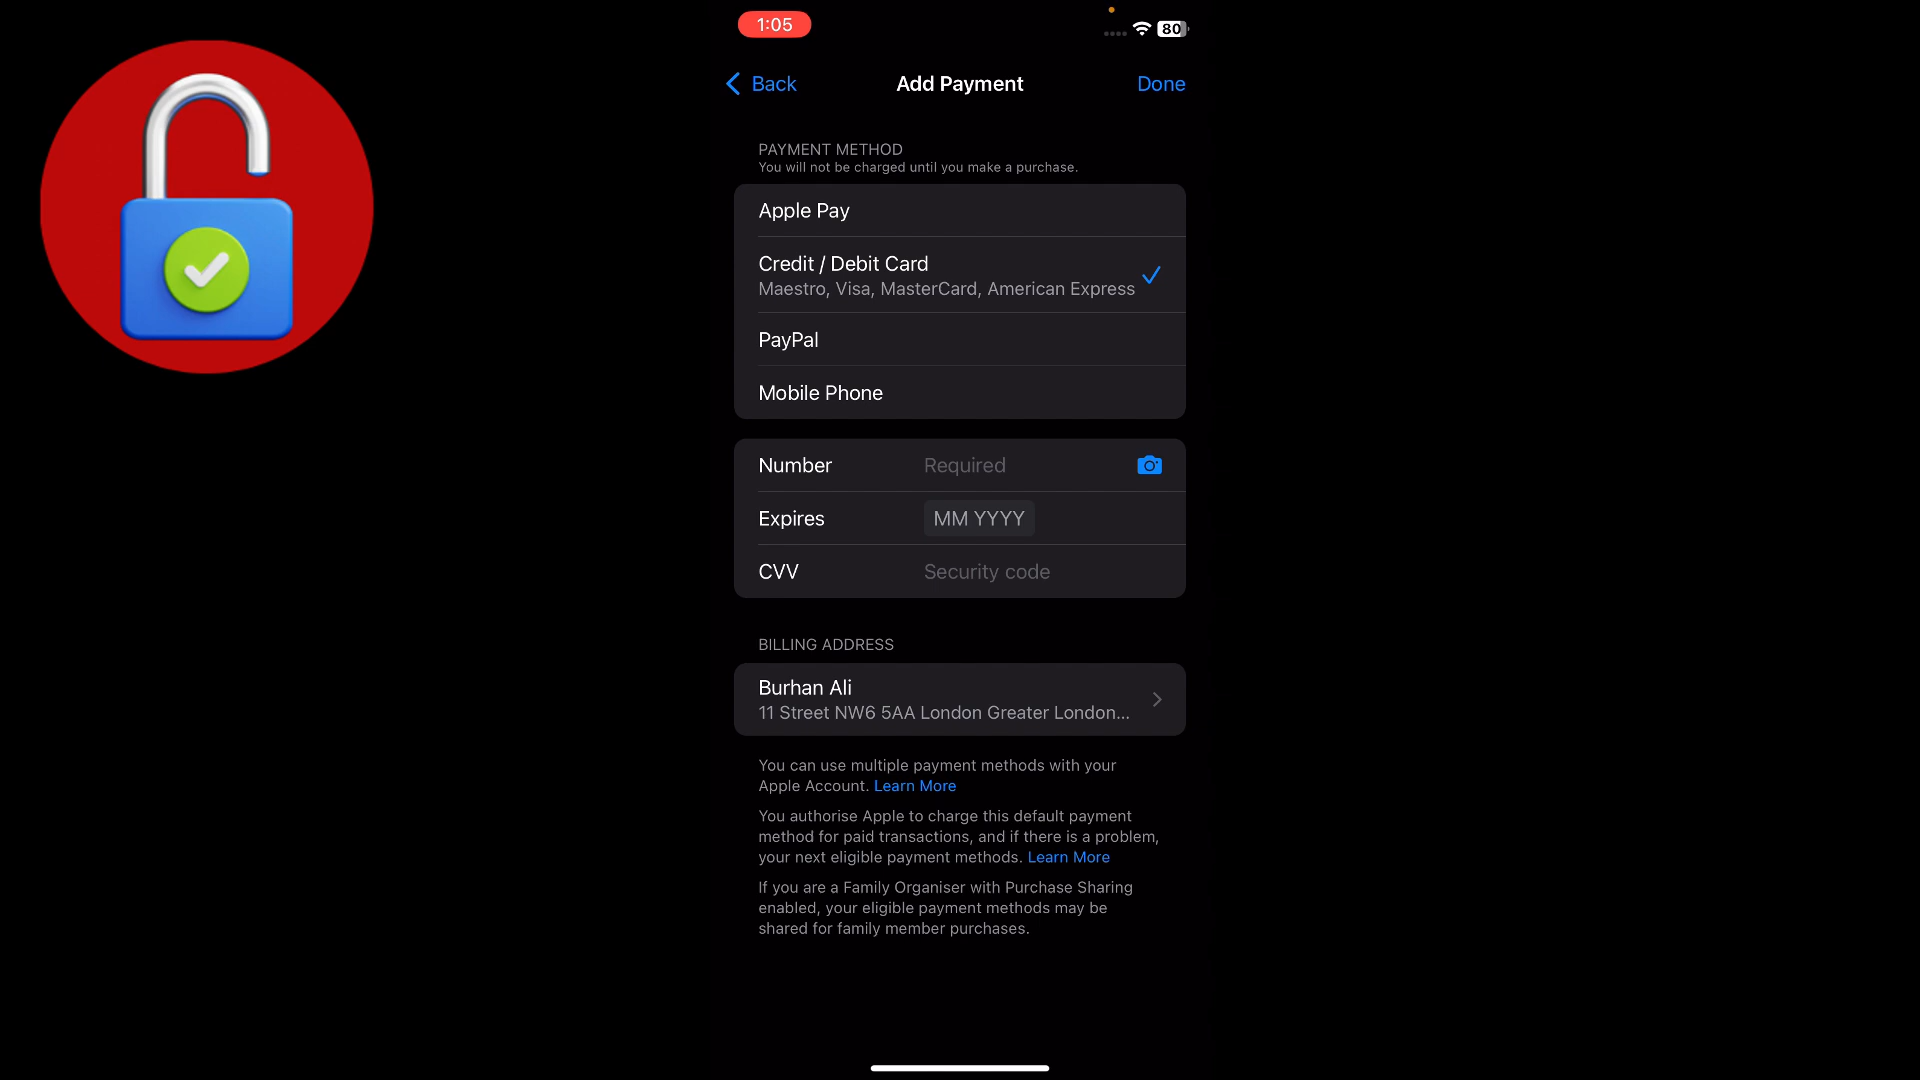 1:05
80
Back
Add Payment
Done
PAYMENT METHOD
You will not be charged until you make a purchase.
Apple Pay
Credit / Debit Card
Maestro, Visa, MasterCard, American Express
PayPal
Mobile Phone
Number Required
Expires MM YYYY
CVV Security code
BILLING ADDRESS
Burhan Ali
11 Street NW6 5AA London Greater London...
You can use multiple payment methods with your
Apple Account. Learn More
You authorise Apple to charge this default payment
method for paid transactions, and if there is a problem,
your next eligible payment methods. Learn More
If you are a Family Organiser with Purchase Sharing
enabled, your eligible payment methods may be
shared for family member purchases.